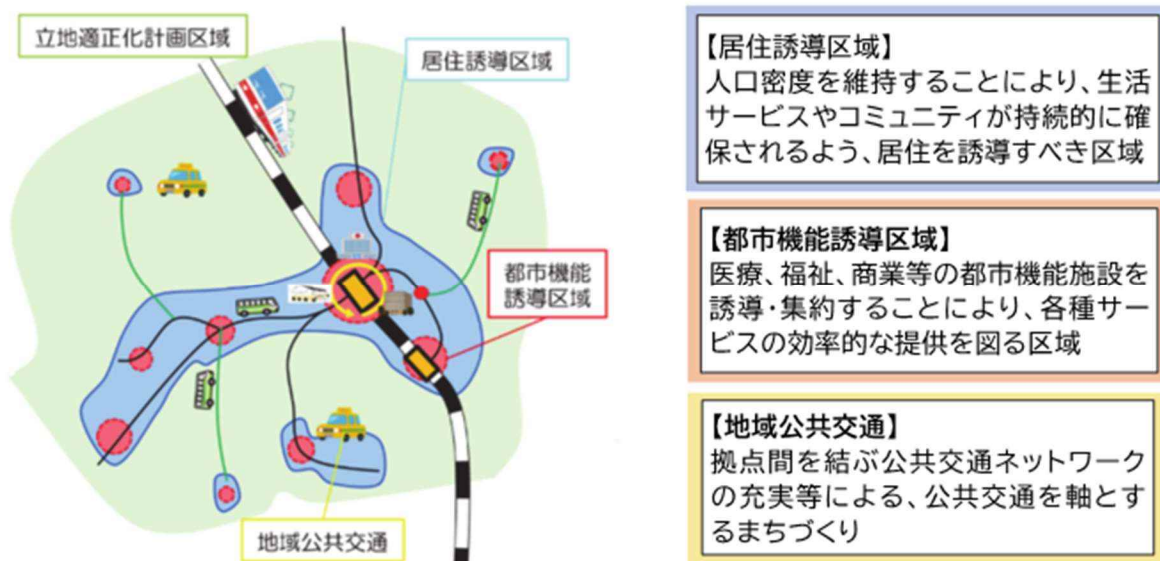 立地適正化計画区域
居住誘導区域
都市機能
誘導区域
地域公共交通
【居住誘導区域】
人口密度を維持することにより、生活
サービスやコミュニティが持続的に確
保されるよう、居住を誘導すべき区域
【都市機能誘導区域】
医療、福祉、商業等の都市機能施設を
誘導・集約することにより、各種サー
ビスの効率的な提供を図る区域
【地域公共交通】
拠点間を結ぶ公共交通ネットワーク
の充実等による、公共交通を軸とす
るまちづくり